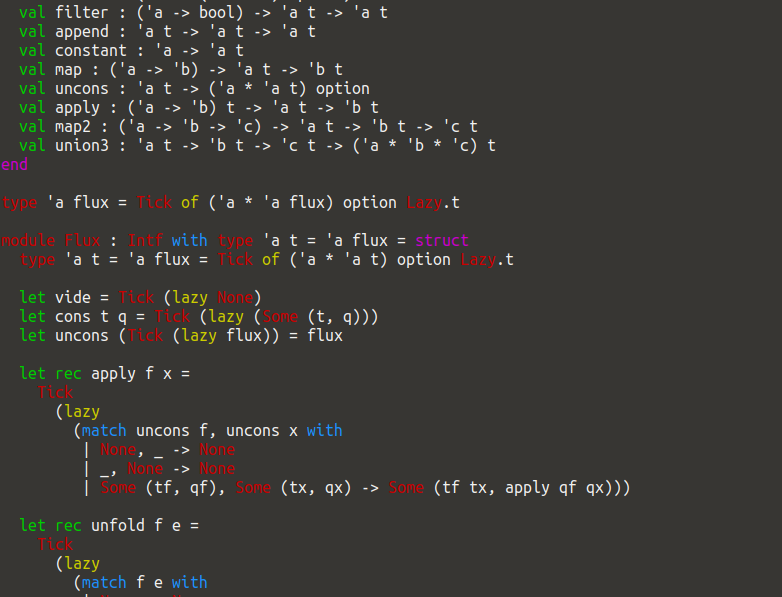 val filter : ('a -> bool) -> 'a t -> 'a t
val append : 'a t -> 'a t -> 'a t
val constant : 'a -> 'a t
val map : ('a -> 'b) -> 'a t -> 'b t
val uncons : 'a t -> ('a * 'a t) option
val apply : ('a -> 'b) t -> 'a t -> 'b t
val map2 : ('a -> 'b -> 'c) -> 'a t -> 'b t -> 'c t
val union3 : 'a t -> 'b t -> 'c t -> ('a * 'b * 'c) t
end
type 'a flux = Tick of ('a * 'a flux) option Lazy.t
module Flux : Intf with type 'a t = 'a flux = struct
type 'a t = 'a flux = Tick of ('a * 'a t) option Lazy.t
let vide = Tick (lazy None)
let cons t q = Tick (lazy (Some (t, q)))
let uncons (Tick (lazy flux)) = flux
let rec apply f x =
Tick
(lazy
(match uncons f, uncons x with
| None, _ -> None
| _, None -> None
| Some (tf, qf), Some (tx, qx) -> Some (tf tx, apply qf qx)))
let rec unfold f e =
Tick
(lazy
(match f e with